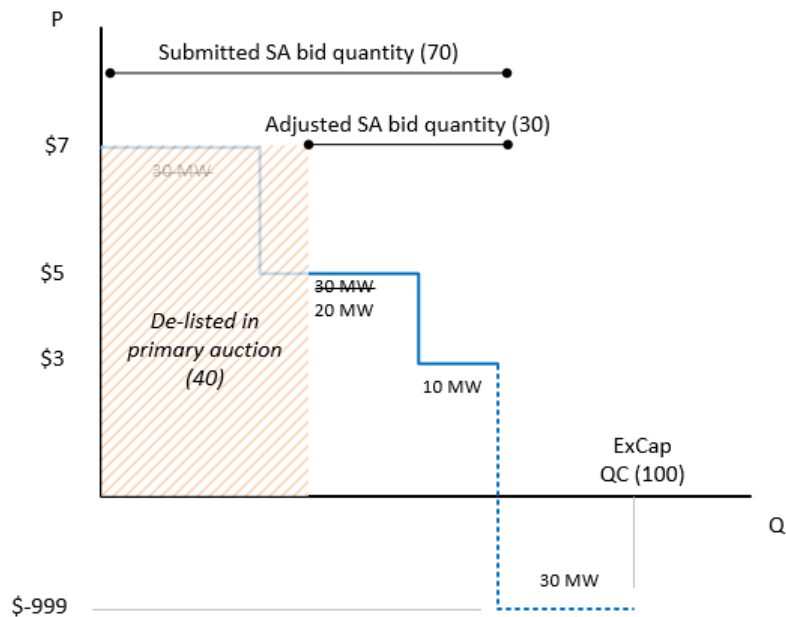 P
Submitted SA bid quantity (70)
Adjusted SA bid quantity (30)
$7
30 MW
$5
30 MW
20 MW
De-listed in
primary auction
(40)
$3
10 MW
ExCap
QC (100)
Q
30 MW
$-999